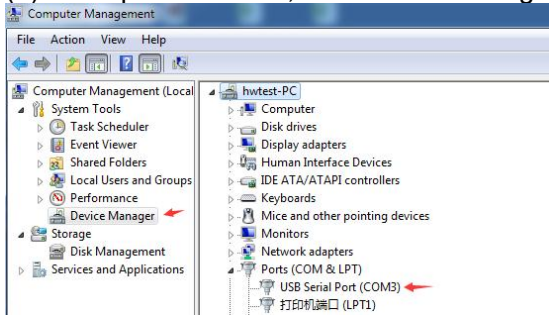 Computer Management
File Action View Help
Computer Management (Local
System Tools
Task Scheduler
Event Viewer
Shared Folders
Local Users and Groups
Performance
Device Manager
Storage
Disk Management
Services and Applications
hwtest-PC
Computer
Disk drives
Display adapters
Human Interface Devices
IDE ATA/ATAPI controllers
Keyboards
Mice and other pointing devices
Monitors
Network adapters
Ports (COM & LPT)
USB Serial Port (COM3)
打印机端口 (LPT1)